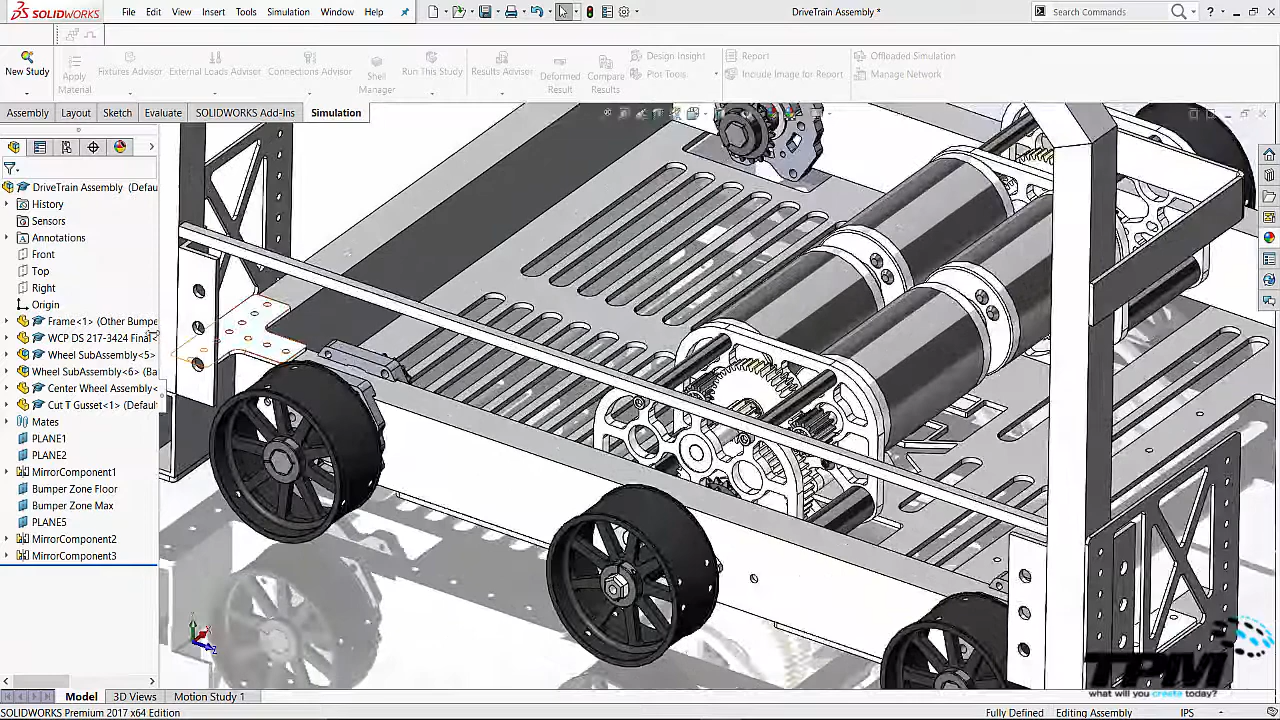 SOLIDWORKS File Edit View Insert Tools Simulation Window Help DriveTrain Assembly * Search Commands ?
New Study
Apply Material
Fixtures Advisor
External Loads Advisor
Connections Advisor
Shell Manager
Run This Study
Results Advisor
Deformed Result
Compare Results
Design Insight
Plot Tools
Report
Include Image for Report
Offloaded Simulation
Manage Network
Assembly Layout Sketch Evaluate SOLIDWORKS Add-Ins Simulation
DriveTrain Assembly (Defau
History
Sensors
Annotations
Front
Top
Right
Origin
Frame<1> (Other Bumpe
WCP DS 217-3424 Final<
Wheel SubAssembly<5>
Wheel SubAssembly<6> (Ba
Center Wheel Assembly<
Cut T Gusset<1> (Defaul
Mates
PLANE1
PLANE2
MirrorComponent1
Bumper Zone Floor
Bumper Zone Max
PLANE5
MirrorComponent2
MirrorComponent3
TPM
what will you create today?
Model 3D Views Motion Study 1
SOLIDWORKS Premium 2017 x64 Edition Fully Defined Editing Assembly IPS